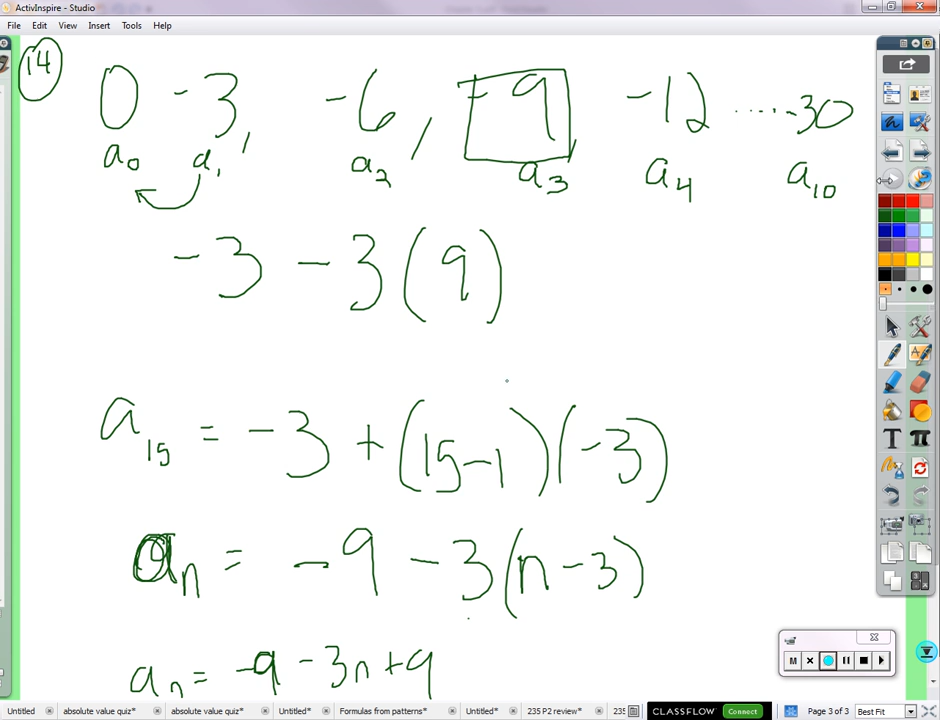 ActivInspire - Studio
File Edit View Insert Tools Help
14
0 -3, -6, -9 -12 ..... -30
a0 a1 a2 a3 a4 a10
-3 - 3(9)
a15 = -3 + (15-1)(-3)
an = -9 - 3(n - 3)
an = -9 - 3n + 9
M
Untitled absolute value quiz* absolute value quiz* Untitled* Formulas from patterns* Untitled* 235 P2 review* 235 CLASSFLOW Connect Page 3 of 3 Best Fit